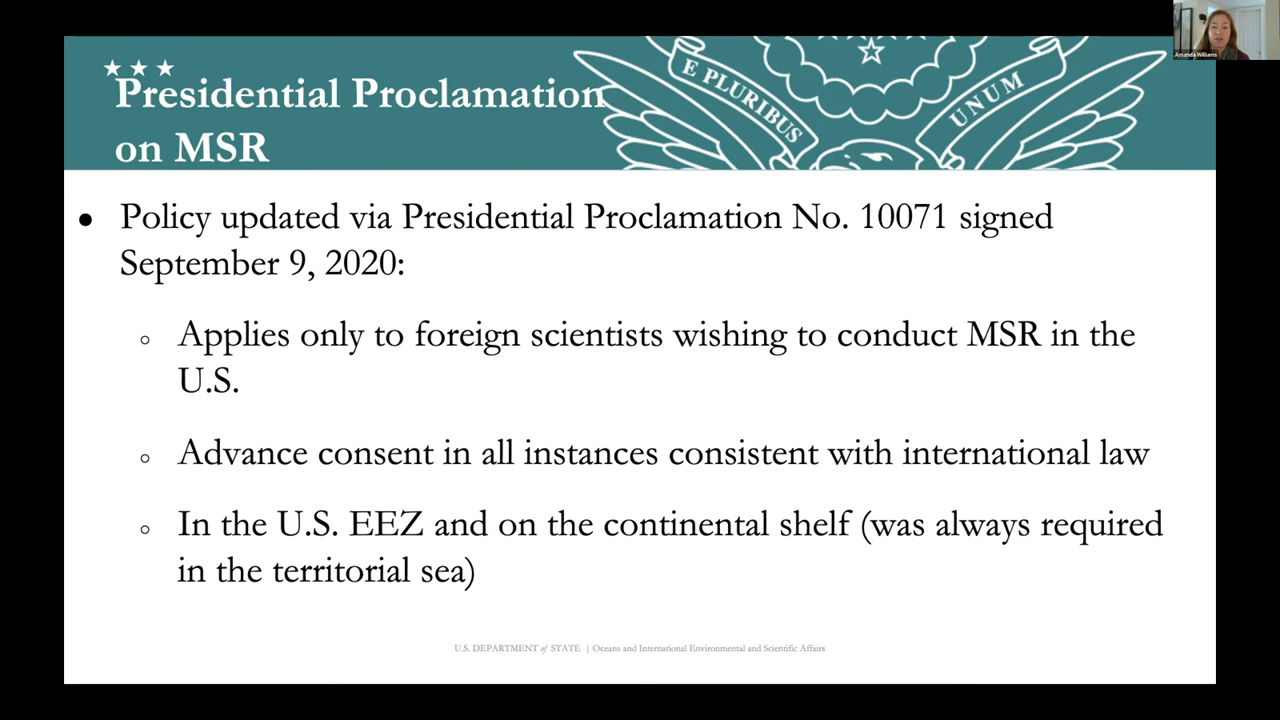 Amanda Williams
E PLURIBUS
UNUM
Presidential Proclamation
on MSR
● Policy updated via Presidential Proclamation No. 10071 signed
September 9, 2020:
○ Applies only to foreign scientists wishing to conduct MSR in the
U.S.
○ Advance consent in all instances consistent with international law
○ In the U.S. EEZ and on the continental shelf (was always required
in the territorial sea)
U.S. DEPARTMENT of STATE | Oceans and International Environmental and Scientific Affairs